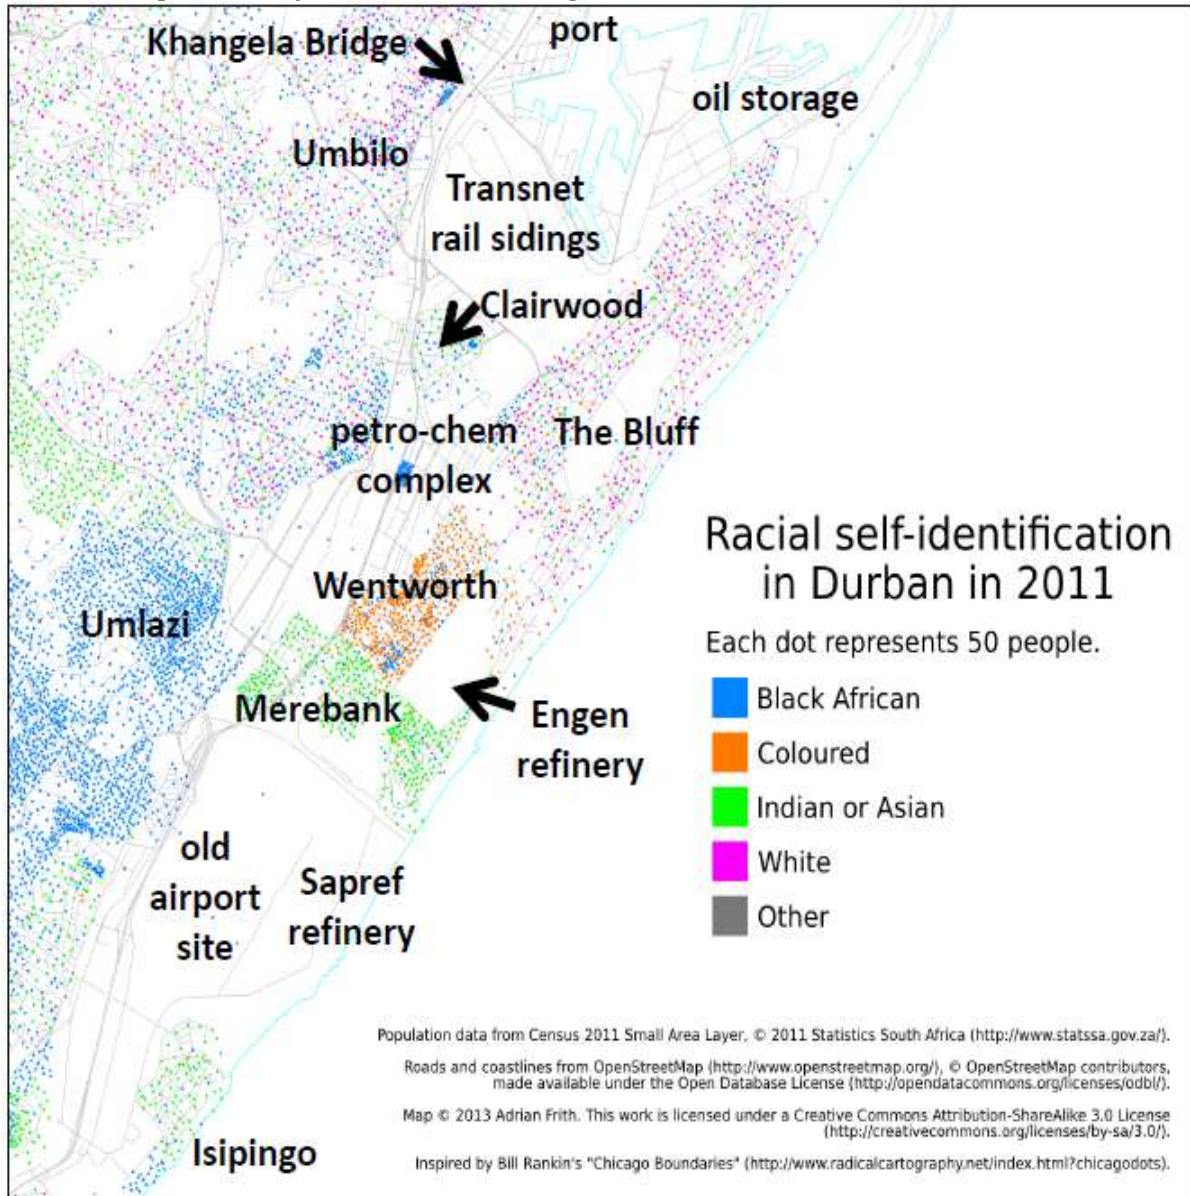 Khangela Bridge
port
oil storage
Umbilo
Transnet
rail sidings
Clairwood
petro-chem
complex
The Bluff
Racial self-identification
in Durban in 2011
Each dot represents 50 people.
Black African
Coloured
Indian or Asian
White
Other
Wentworth
Umlazi
Merebank
Engen
refinery
old
airport
site
Sapref
refinery
Isipingo
Population data from Census 2011 Small Area Layer, © 2011 Statistics South Africa (http://www.statssa.gov.za/).
Roads and coastlines from OpenStreetMap (http://www.openstreetmap.org/), © OpenStreetMap contributors,
made available under the Open Database License (http://opendatacommons.org/licenses/odbl/).
Map © 2013 Adrian Frith. This work is licensed under a Creative Commons Attribution-ShareAlike 3.0 License
(http://creativecommons.org/licenses/by-sa/3.0/).
Inspired by Bill Rankin's "Chicago Boundaries" (http://www.radicalcartography.net/index.html?chicagodots).